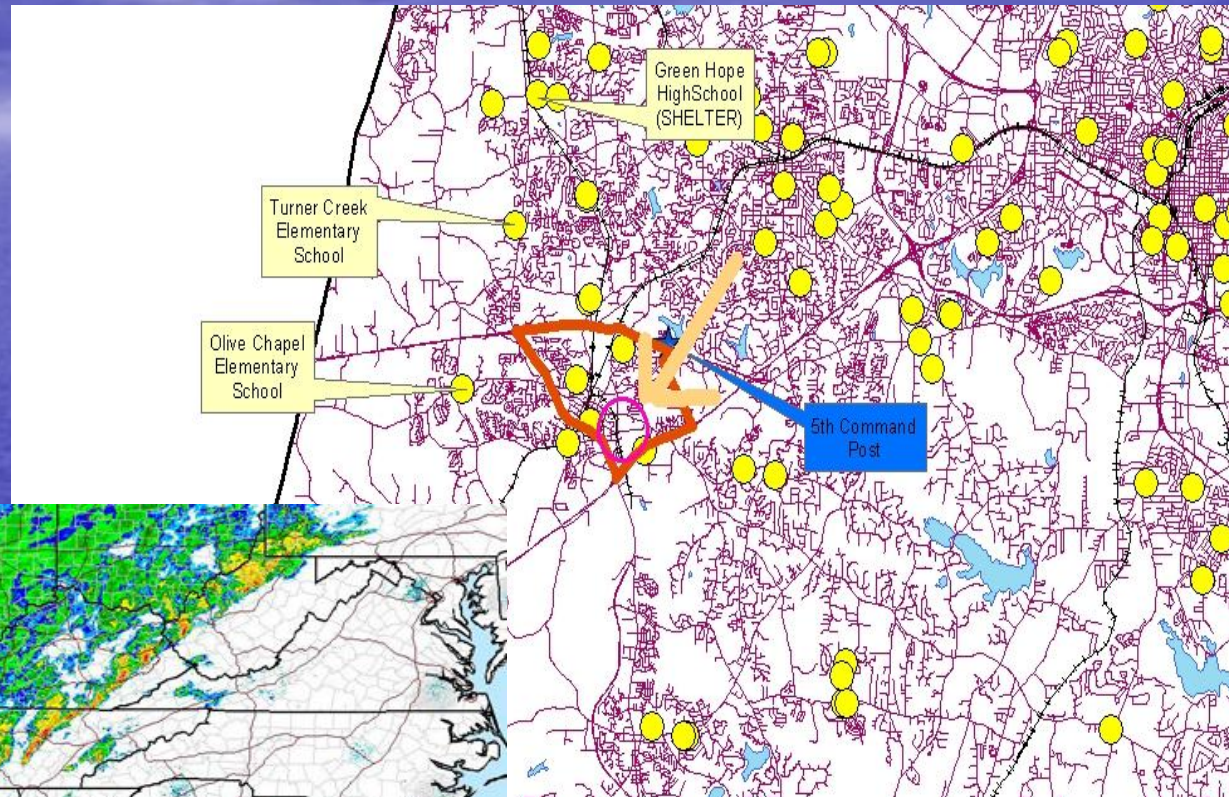 Green Hope
HighSchool
(SHELTER)
Turner Creek
Elementary
School
Olive Chapel
Elementary
School
5th Command
Post